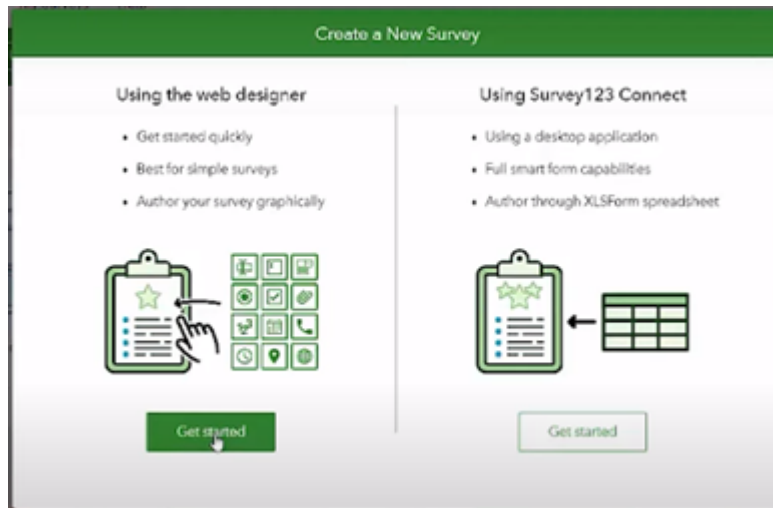 Create a New Survey
Using the web designer
• Get started quickly
• Best for simple surveys
• Author your survey graphically
Get started
Using Survey123 Connect
• Using a desktop application
• Full smart form capabilities
• Author through XLSForm spreadsheet
Get started